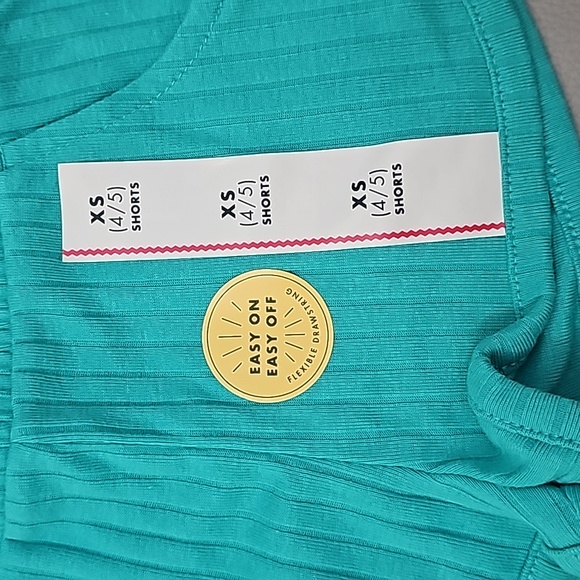 XS
(4/5)
SHORTS
XS
(4/5)
SHORTS
XS
(4/5)
SHORTS
EASY ON
EASY OFF
FLEXIBLE DRAWSTRING